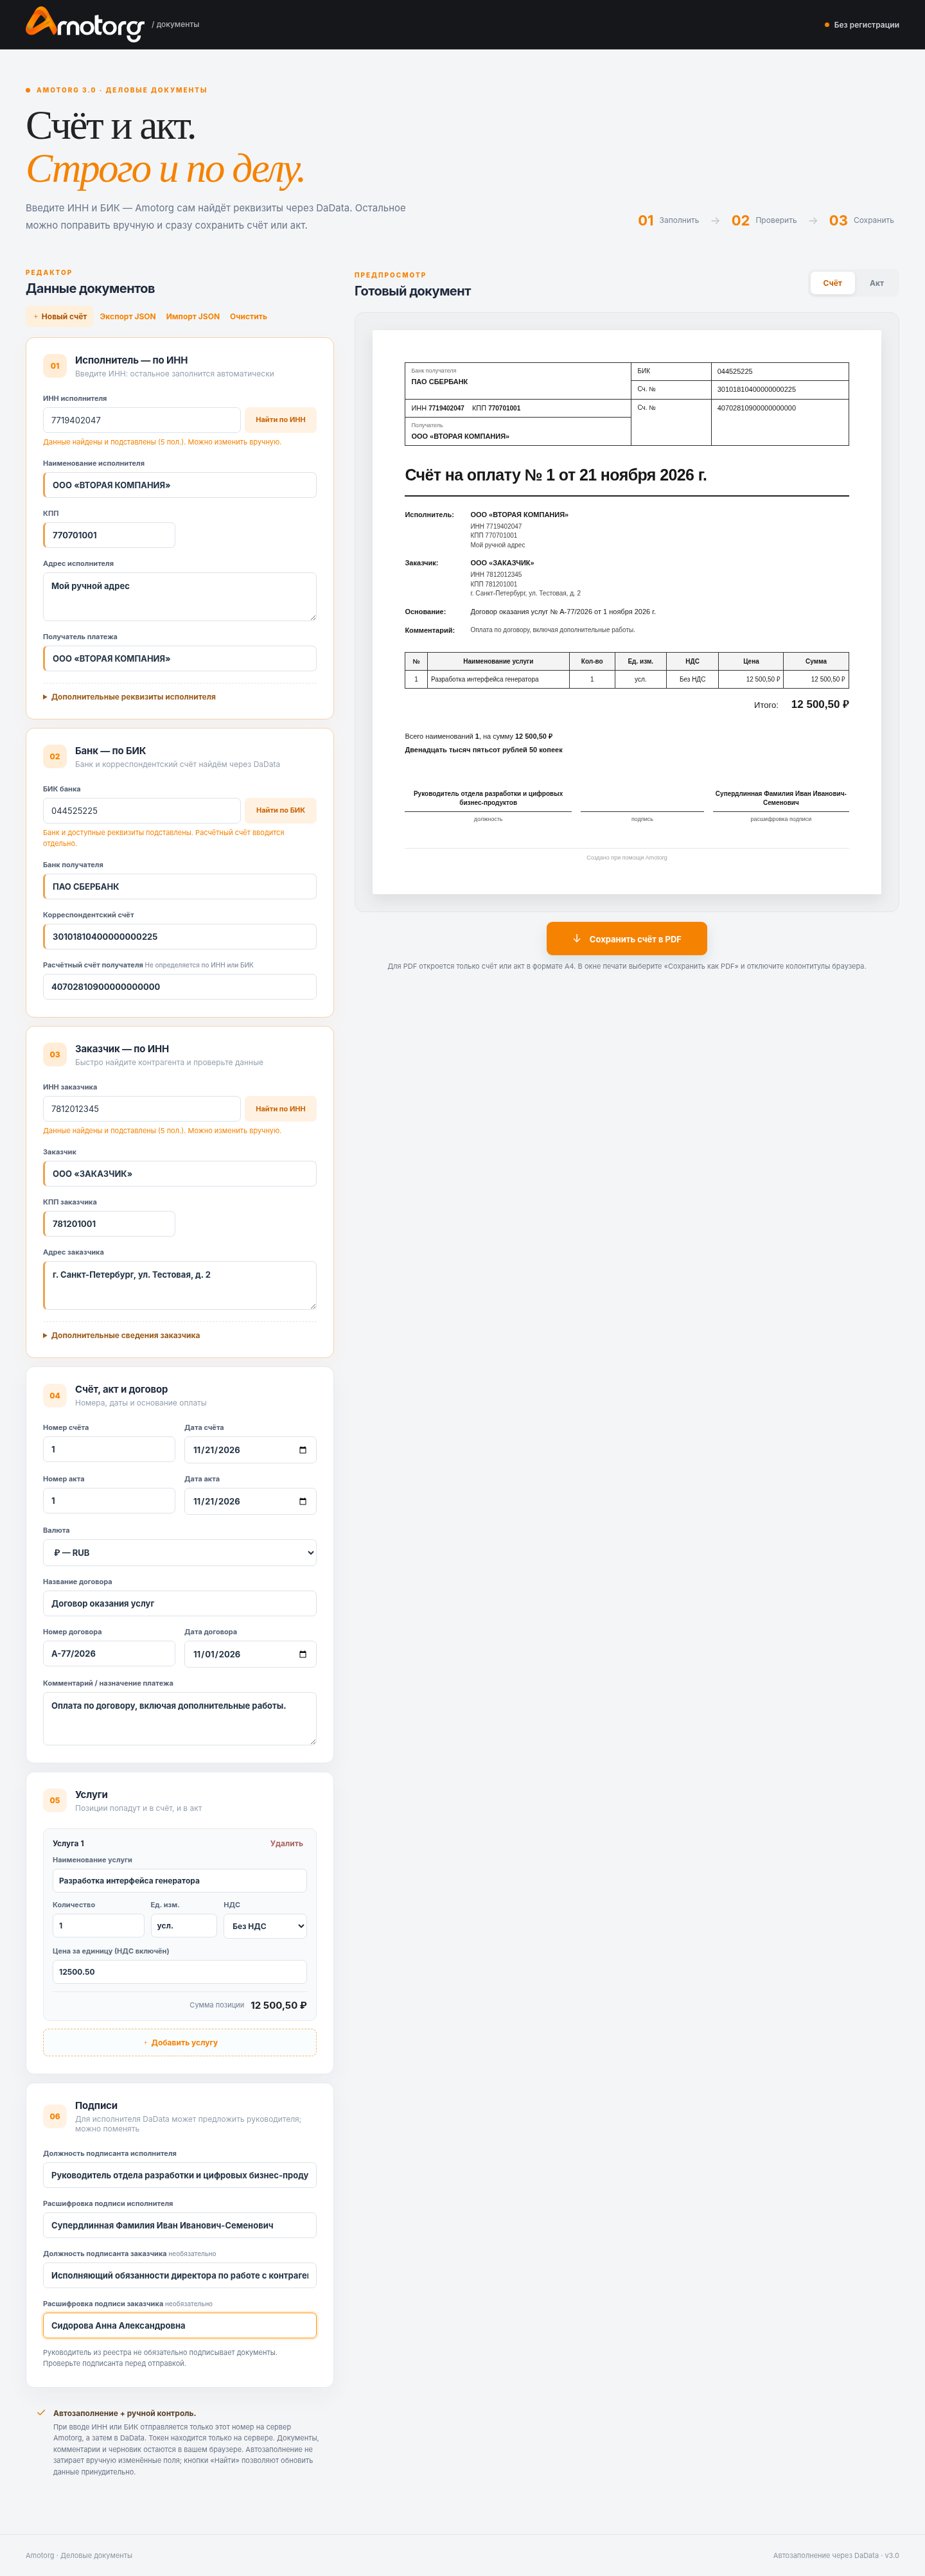 Amotorg / документы
Без регистрации
AMOTORG 3.0 · ДЕЛОВЫЕ ДОКУМЕНТЫ
Счёт и акт.
Строго и по делу.
Введите ИНН и БИК — Amotorg сам найдёт реквизиты через DaData. Остальное
можно поправить вручную и сразу сохранить счёт или акт.
01 Заполнить → 02 Проверить → 03 Сохранить
РЕДАКТОР
Данные документов
+ Новый счёт Экспорт JSON Импорт JSON Очистить
01 Исполнитель — по ИНН
Введите ИНН: остальное заполнится автоматически
ИНН исполнителя
7719402047 Найти по ИНН
Данные найдены и подставлены (5 пол.). Можно изменить вручную.
Наименование исполнителя
ООО «ВТОРАЯ КОМПАНИЯ»
КПП
770701001
Адрес исполнителя
Мой ручной адрес
Получатель платежа
ООО «ВТОРАЯ КОМПАНИЯ»
Дополнительные реквизиты исполнителя
02 Банк — по БИК
Банк и корреспондентский счёт найдём через DaData
БИК банка
044525225 Найти по БИК
Банк и доступные реквизиты подставлены. Расчётный счёт вводится
отдельно.
Банк получателя
ПАО СБЕРБАНК
Корреспондентский счёт
30101810400000000225
Расчётный счёт получателя Не определяется по ИНН или БИК
40702810900000000000
03 Заказчик — по ИНН
Быстро найдите контрагента и проверьте данные
ИНН заказчика
7812012345 Найти по ИНН
Данные найдены и подставлены (5 пол.). Можно изменить вручную.
Заказчик
ООО «ЗАКАЗЧИК»
КПП заказчика
781201001
Адрес заказчика
г. Санкт-Петербург, ул. Тестовая, д. 2
Дополнительные сведения заказчика
04 Счёт, акт и договор
Номера, даты и основание оплаты
Номер счёта Дата счёта
1 11/21/2026
Номер акта Дата акта
1 11/21/2026
Валюта
₽ — RUB
Название договора
Договор оказания услуг
Номер договора Дата договора
А-77/2026 11/01/2026
Комментарий / назначение платежа
Оплата по договору, включая дополнительные работы.
05 Услуги
Позиции попадут и в счёт, и в акт
Услуга 1 Удалить
Наименование услуги
Разработка интерфейса генератора
Количество Ед. изм. НДС
1 усл. Без НДС
Цена за единицу (НДС включён)
12500.50
Сумма позиции 12 500,50 ₽
+ Добавить услугу
06 Подписи
Для исполнителя DaData может предложить руководителя;
можно поменять
Должность подписанта исполнителя
Руководитель отдела разработки и цифровых бизнес-проду
Расшифровка подписи исполнителя
Супердлинная Фамилия Иван Иванович-Семенович
Должность подписанта заказчика необязательно
Исполняющий обязанности директора по работе с контраген
Расшифровка подписи заказчика необязательно
Сидорова Анна Александровна
Руководитель из реестра не обязательно подписывает документы.
Проверьте подписанта перед отправкой.
Автозаполнение + ручной контроль.
При вводе ИНН или БИК отправляется только этот номер на сервер
Amotorg, а затем в DaData. Токен находится только на сервере. Документы,
комментарии и черновик остаются в вашем браузере. Автозаполнение не
затирает вручную изменённые поля; кнопки «Найти» позволяют обновить
данные принудительно.
ПРЕДПРОСМОТР
Готовый документ
Счёт Акт
Банк получателя
ПАО СБЕРБАНК
БИК 044525225
Сч. № 30101810400000000225
ИНН 7719402047 КПП 770701001
Сч. № 40702810900000000000
Получатель
ООО «ВТОРАЯ КОМПАНИЯ»
Счёт на оплату № 1 от 21 ноября 2026 г.
Исполнитель: ООО «ВТОРАЯ КОМПАНИЯ»
ИНН 7719402047
КПП 770701001
Мой ручной адрес
Заказчик: ООО «ЗАКАЗЧИК»
ИНН 7812012345
КПП 781201001
г. Санкт-Петербург, ул. Тестовая, д. 2
Основание: Договор оказания услуг № А-77/2026 от 1 ноября 2026 г.
Комментарий: Оплата по договору, включая дополнительные работы.
№ Наименование услуги Кол-во Ед. изм. НДС Цена Сумма
1 Разработка интерфейса генератора 1 усл. Без НДС 12 500,50 ₽ 12 500,50 ₽
Итого: 12 500,50 ₽
Всего наименований 1, на сумму 12 500,50 ₽
Двенадцать тысяч пятьсот рублей 50 копеек
Руководитель отдела разработки и цифровых
бизнес-продуктов
Супердлинная Фамилия Иван Иванович-
Семенович
должность подпись расшифровка подписи
Создано при помощи Amotorg
Сохранить счёт в PDF
Для PDF откроется только счёт или акт в формате A4. В окне печати выберите «Сохранить как PDF» и отключите колонтитулы браузера.
Amotorg · Деловые документы
Автозаполнение через DaData · v3.0